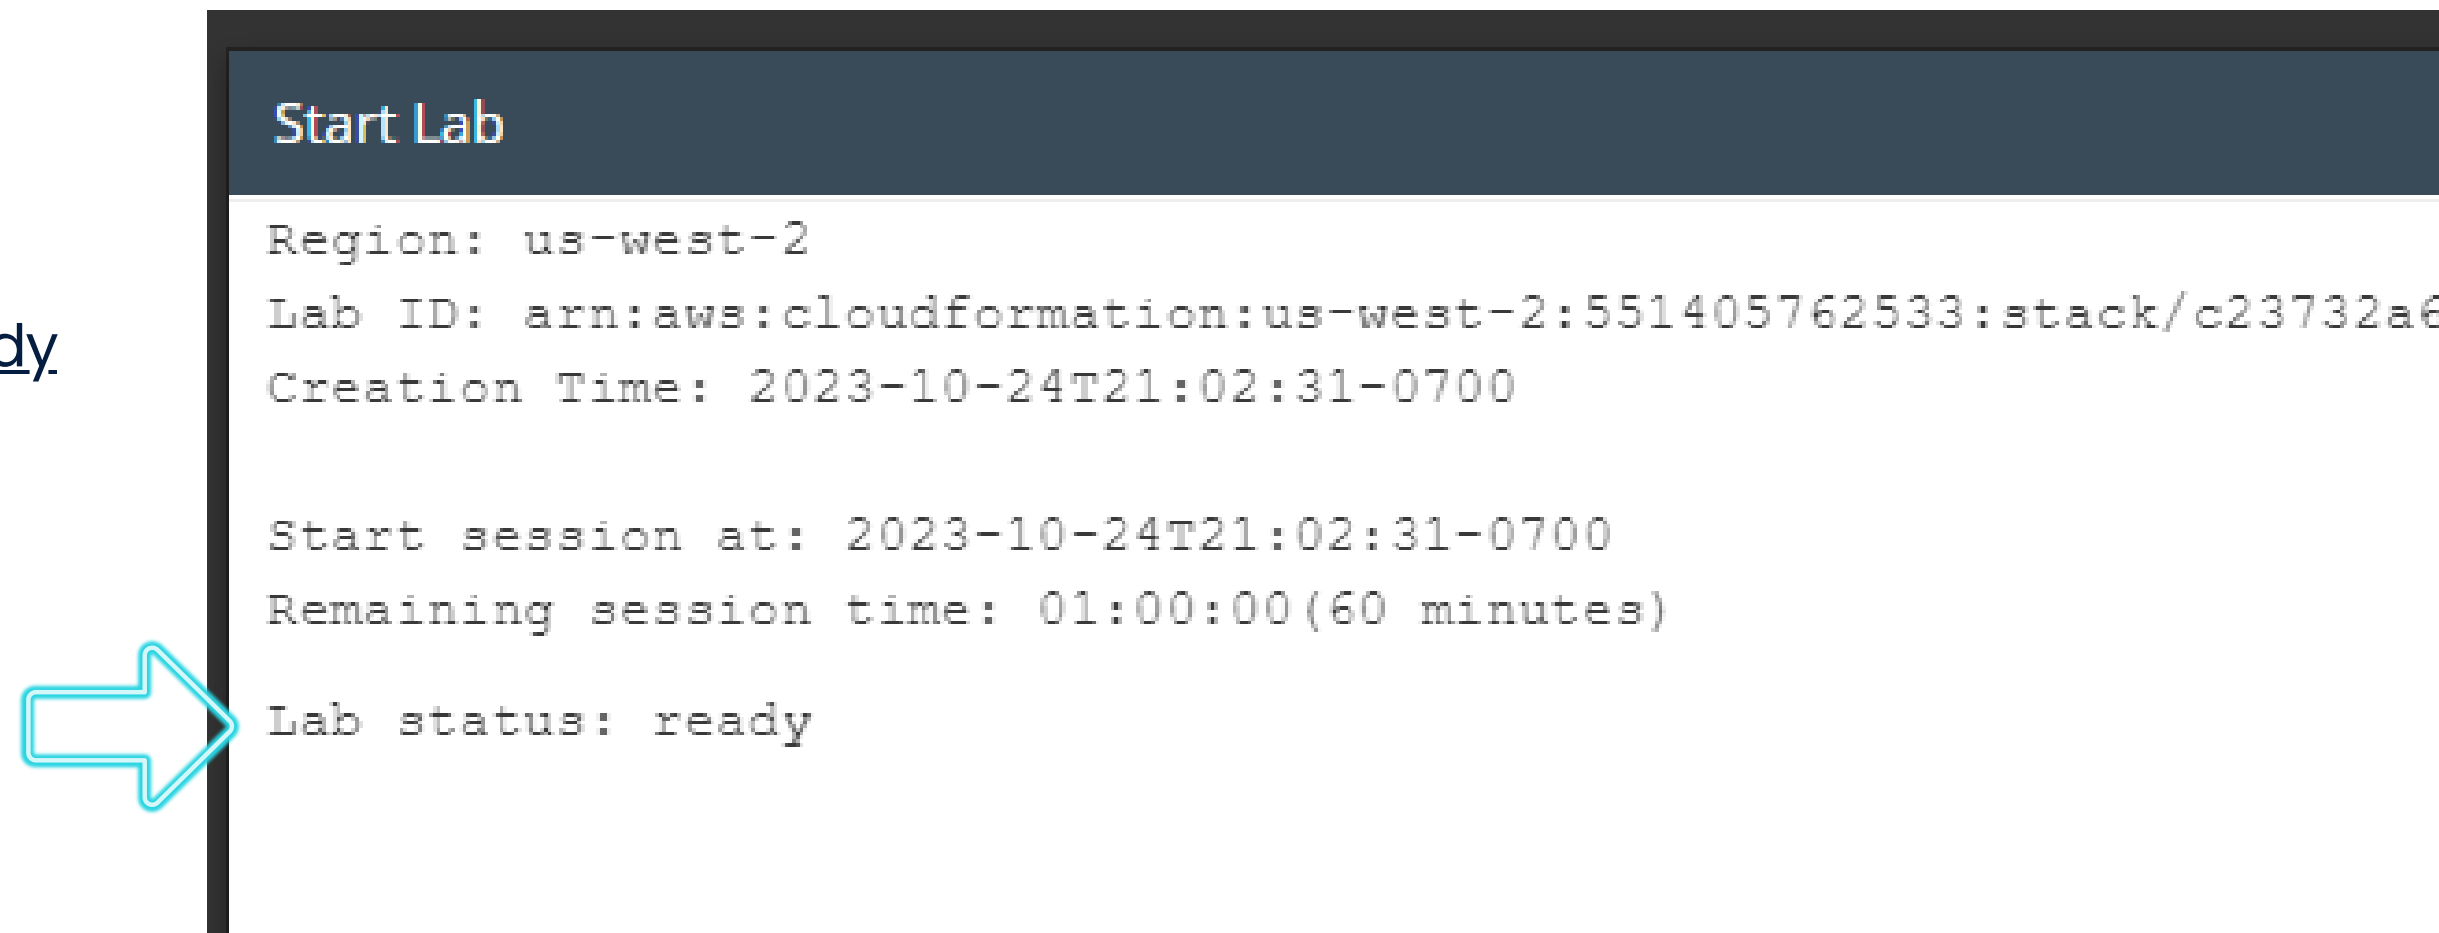 Start Lab
Region: us-west-2
Lab ID: arn:aws:cloudformation:us-west-2:551405762533:stack/c23732a6
dy
Creation Time: 2023-10-24T21:02:31-0700
Start session at: 2023-10-24T21:02:31-0700
Remaining session time: 01:00:00(60 minutes)
Lab status: ready